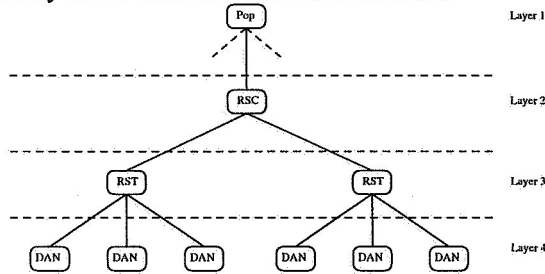 Pop Layer 1
RSC Layer 2
RST RST Layer 3
DAN DAN DAN DAN DAN DAN Layer 4